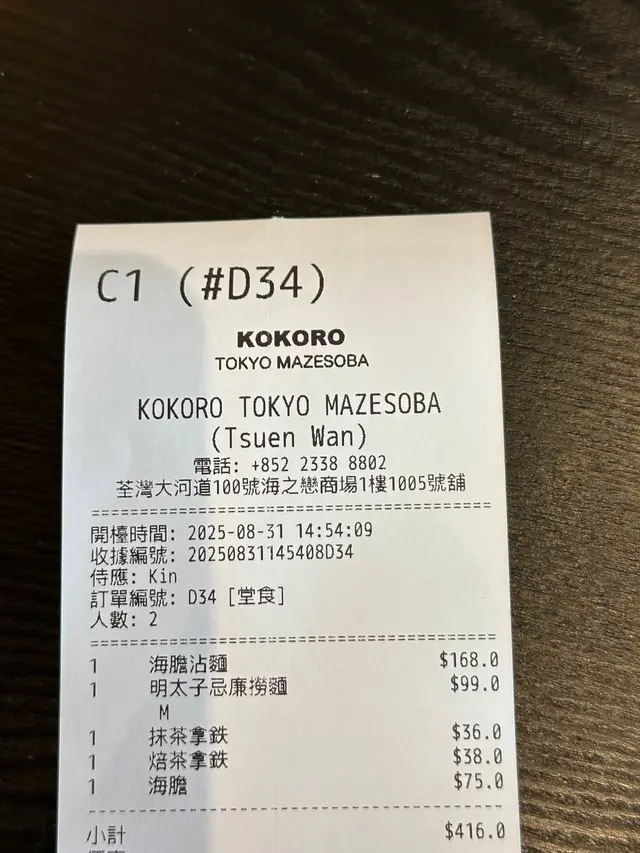 C1 (#D34)
KOKORO
TOKYO MAZESOBA
KOKORO TOKYO MAZESOBA
(Tsuen Wan)
電話: +852 2338 8802
荃灣大河道100號海之戀商場1樓1005號舖
開檯時間: 2025-08-31 14:54:09
收據編號: 20250831145408D34
侍應: Kin
訂單編號: D34 [堂食]
人數: 2
1 海膽沾麵 $168.0
1 明太子忌廉撈麵 $99.0
M
1 抹茶拿鉄 $36.0
1 焙茶拿鉄 $38.0
1 海膽 $75.0
小計 $416.0